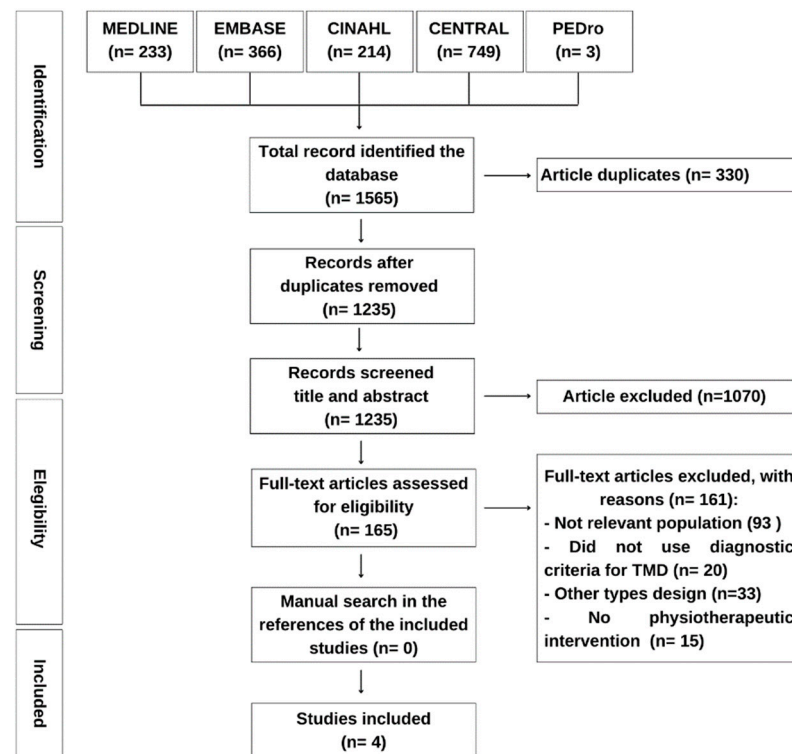 MEDLINE
(n= 233)
EMBASE
(n= 366)
CINAHL
(n= 214)
CENTRAL
(n= 749)
PEDro
(n= 3)
Identification
Total record identified the
database
(n= 1565)
Article duplicates (n= 330)
Screening
Records after
duplicates removed
(n= 1235)
Records screened
title and abstract
(n= 1235)
Article excluded (n=1070)
Elegibility
Full-text articles assessed
for eligibility
(n= 165)
Full-text articles excluded, with
reasons (n= 161):
- Not relevant population (93 )
- Did not use diagnostic
criteria for TMD (n= 20)
- Other types design (n=33)
- No physiotherapeutic
intervention (n= 15)
Manual search in the
references of the included
studies (n= 0)
Included
Studies included
(n= 4)